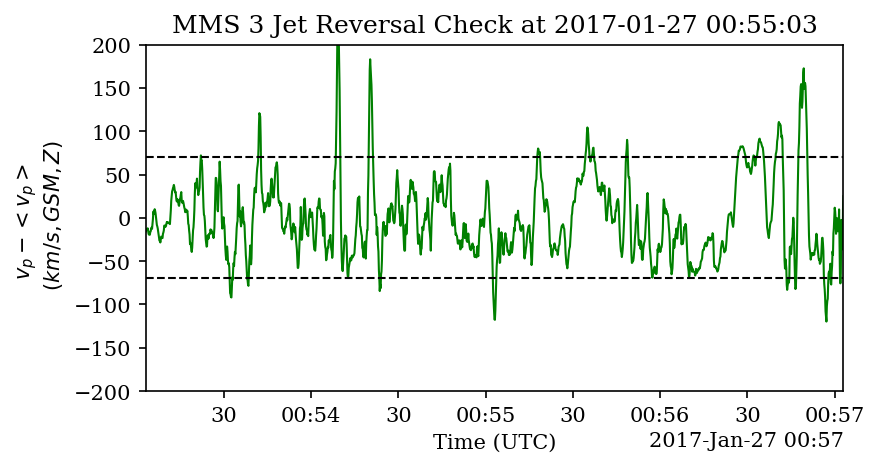 MMS 3 Jet Reversal Check at 2017-01-27 00:55:03
200
150
100
50
0
−50
−100
−150
−200
v_p − < v_p >
(km/s, GSM, Z)
30 00:54 30 00:55 30 00:56 30 00:57
Time (UTC)
2017-Jan-27 00:57